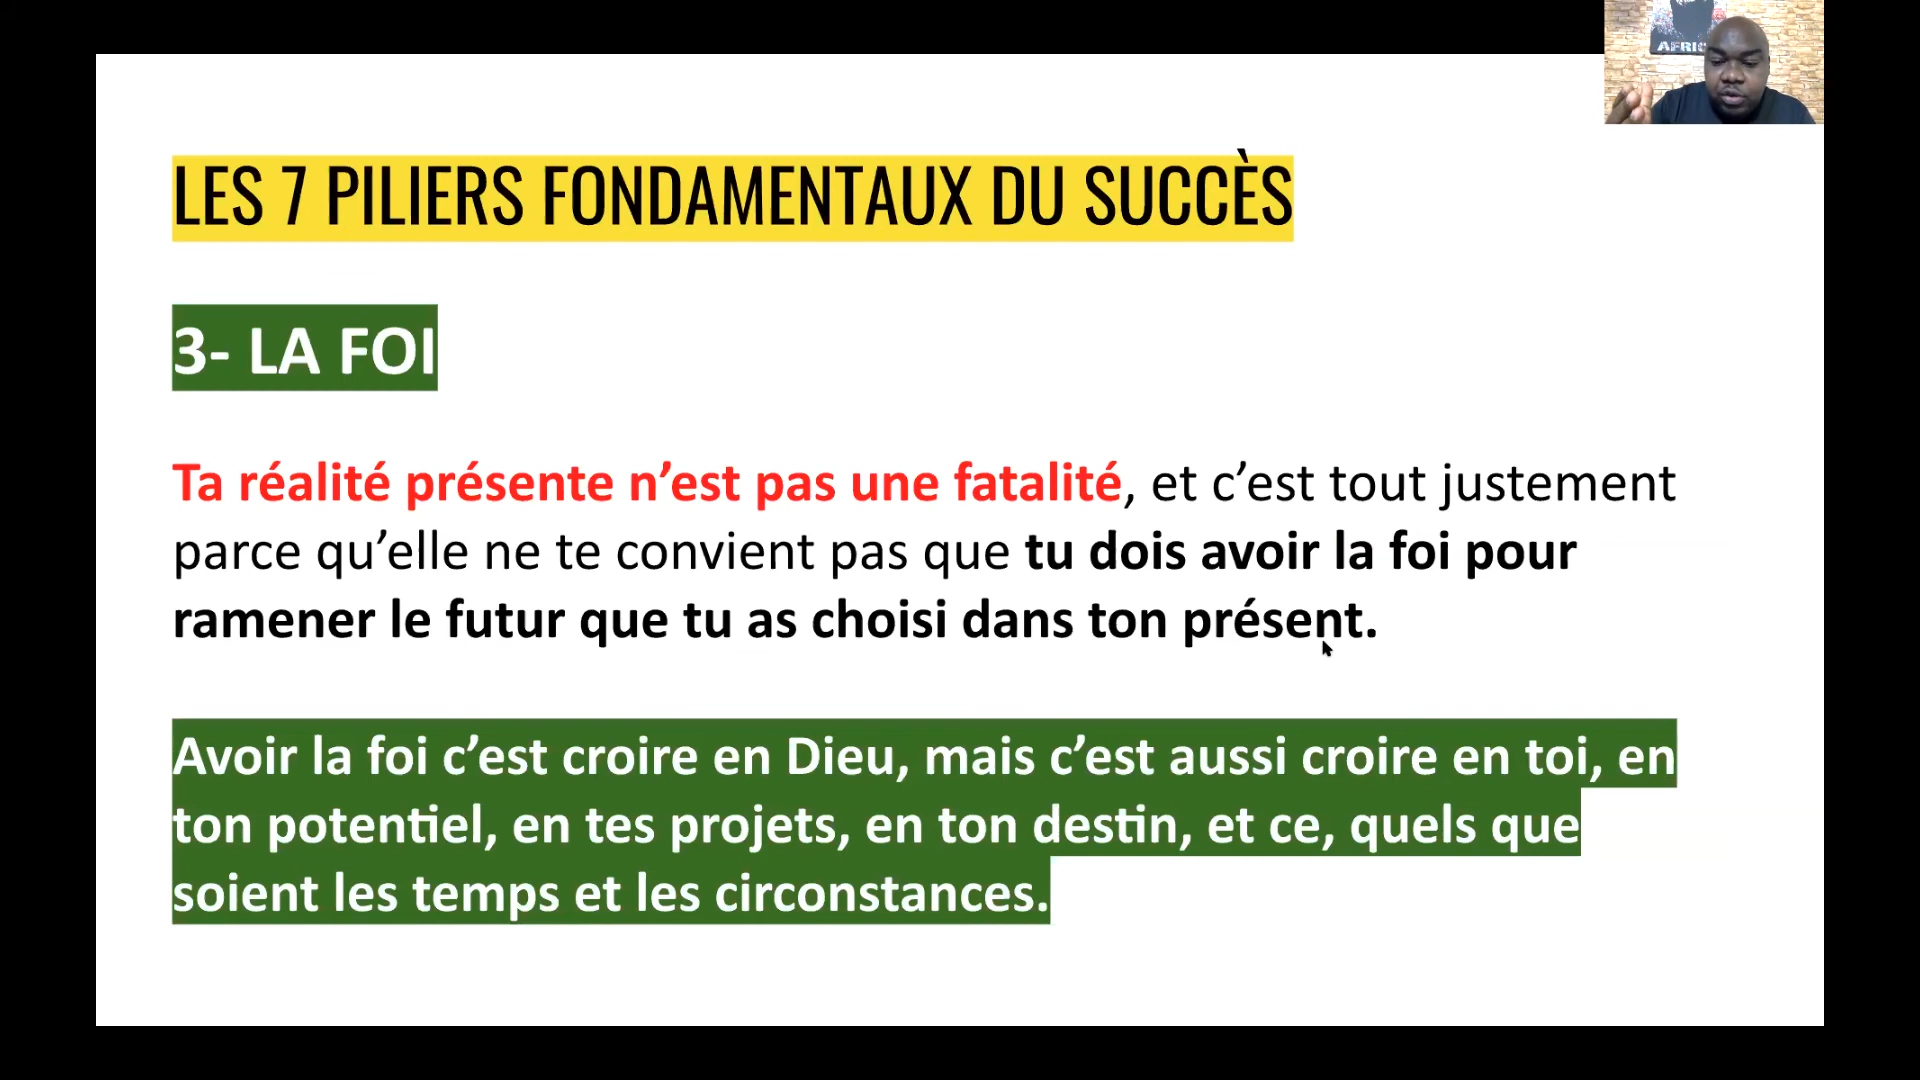 AFRIC
LES 7 PILIERS FONDAMENTAUX DU SUCCÈS
3- LA FOI
Ta réalité présente n’est pas une fatalité, et c’est tout justement
parce qu’elle ne te convient pas que tu dois avoir la foi pour
ramener le futur que tu as choisi dans ton présent.
Avoir la foi c’est croire en Dieu, mais c’est aussi croire en toi, en
ton potentiel, en tes projets, en ton destin, et ce, quels que
soient les temps et les circonstances.